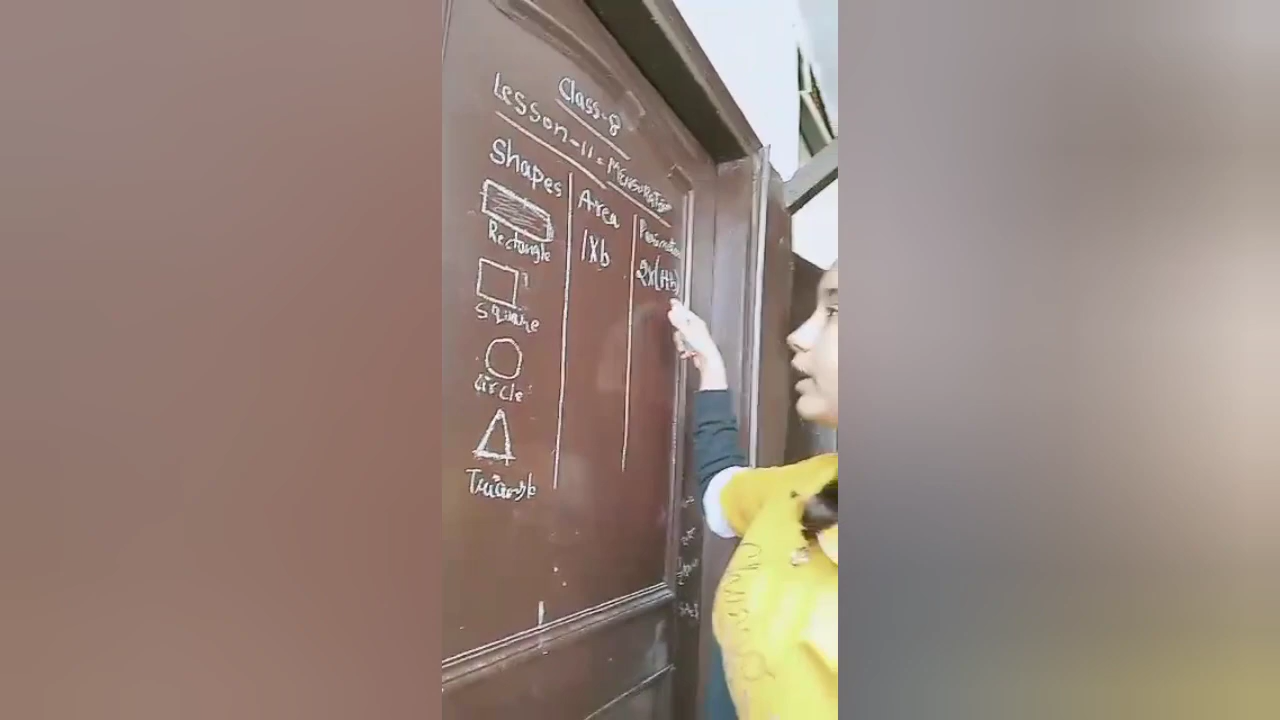 Class-8
Lesson-11 = MENSURATION
Shapes Area Perimeter
Rectangle l×b 2×(l+b)
Square
Circle
Triangle